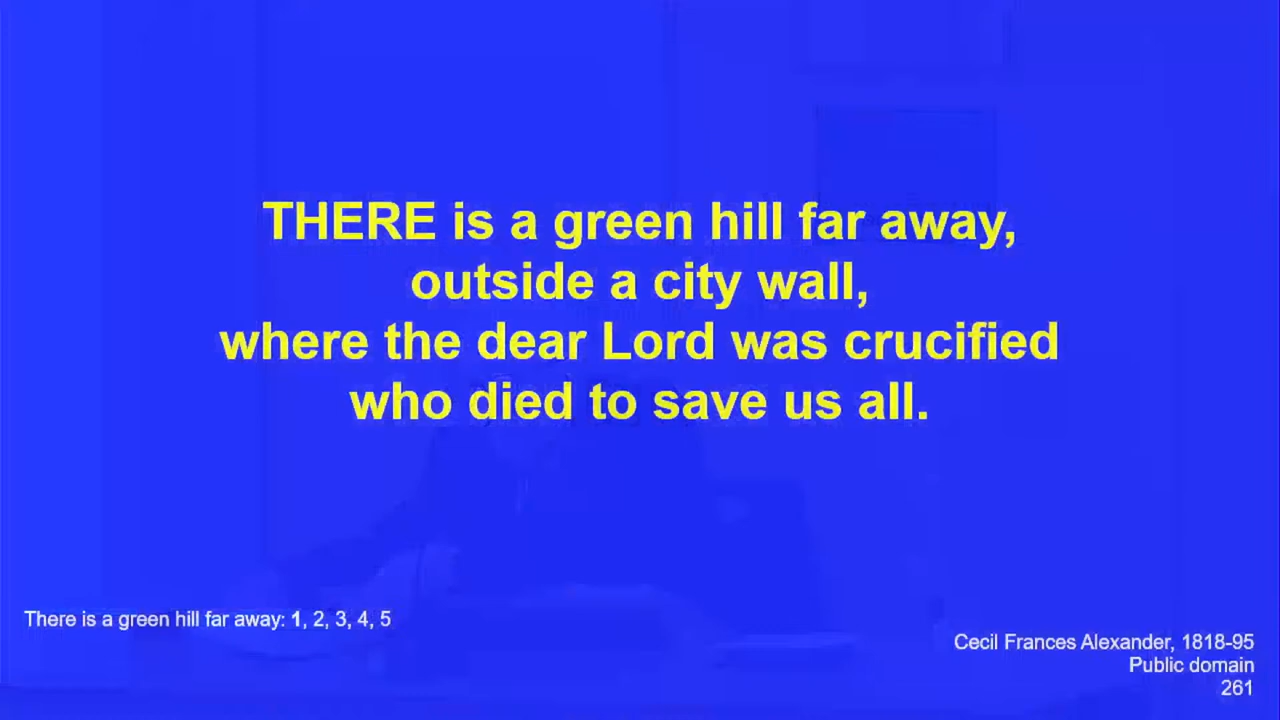 THERE is a green hill far away,
outside a city wall,
where the dear Lord was crucified
who died to save us all.
There is a green hill far away: 1, 2, 3, 4, 5
Cecil Frances Alexander, 1818-95
Public domain
261